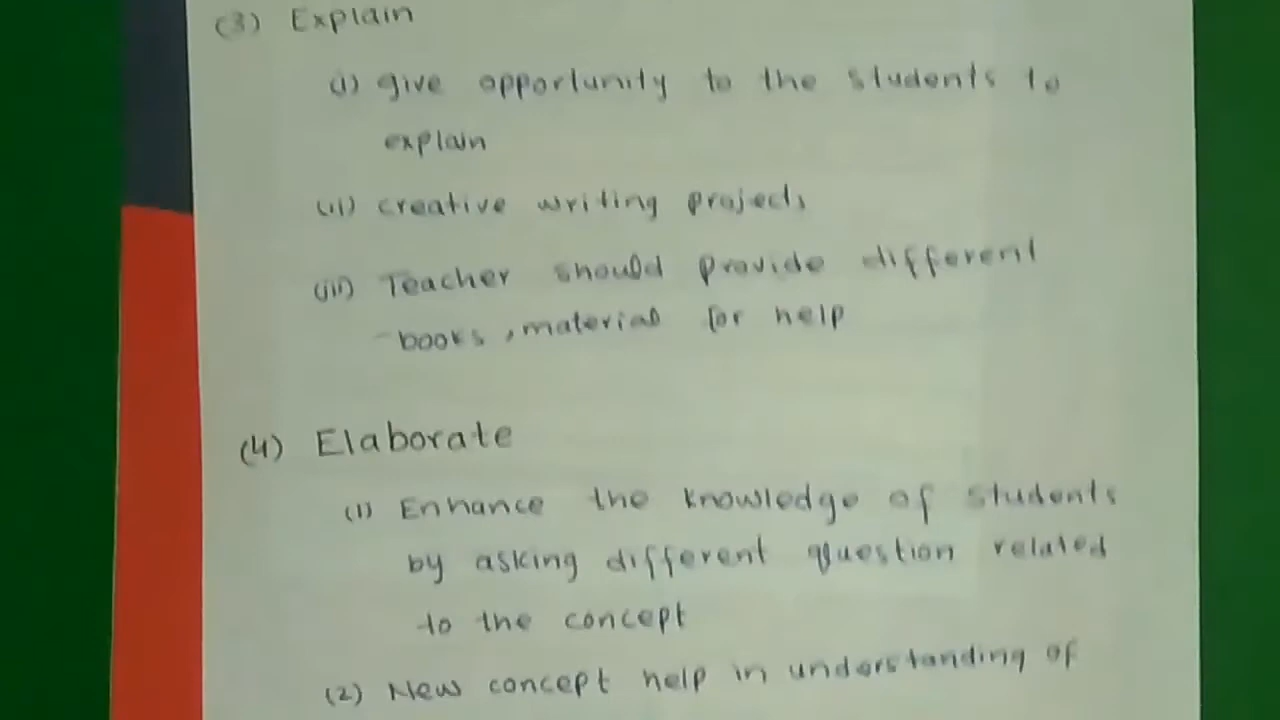 (3) Explain
(i) give opportunity to the students to
explain
(ii) creative writing projects
(iii) Teacher should provide different
books, material for help
(4) Elaborate
(1) Enhance the knowledge of students
by asking different question related
to the concept
(2) New concept help in understanding of